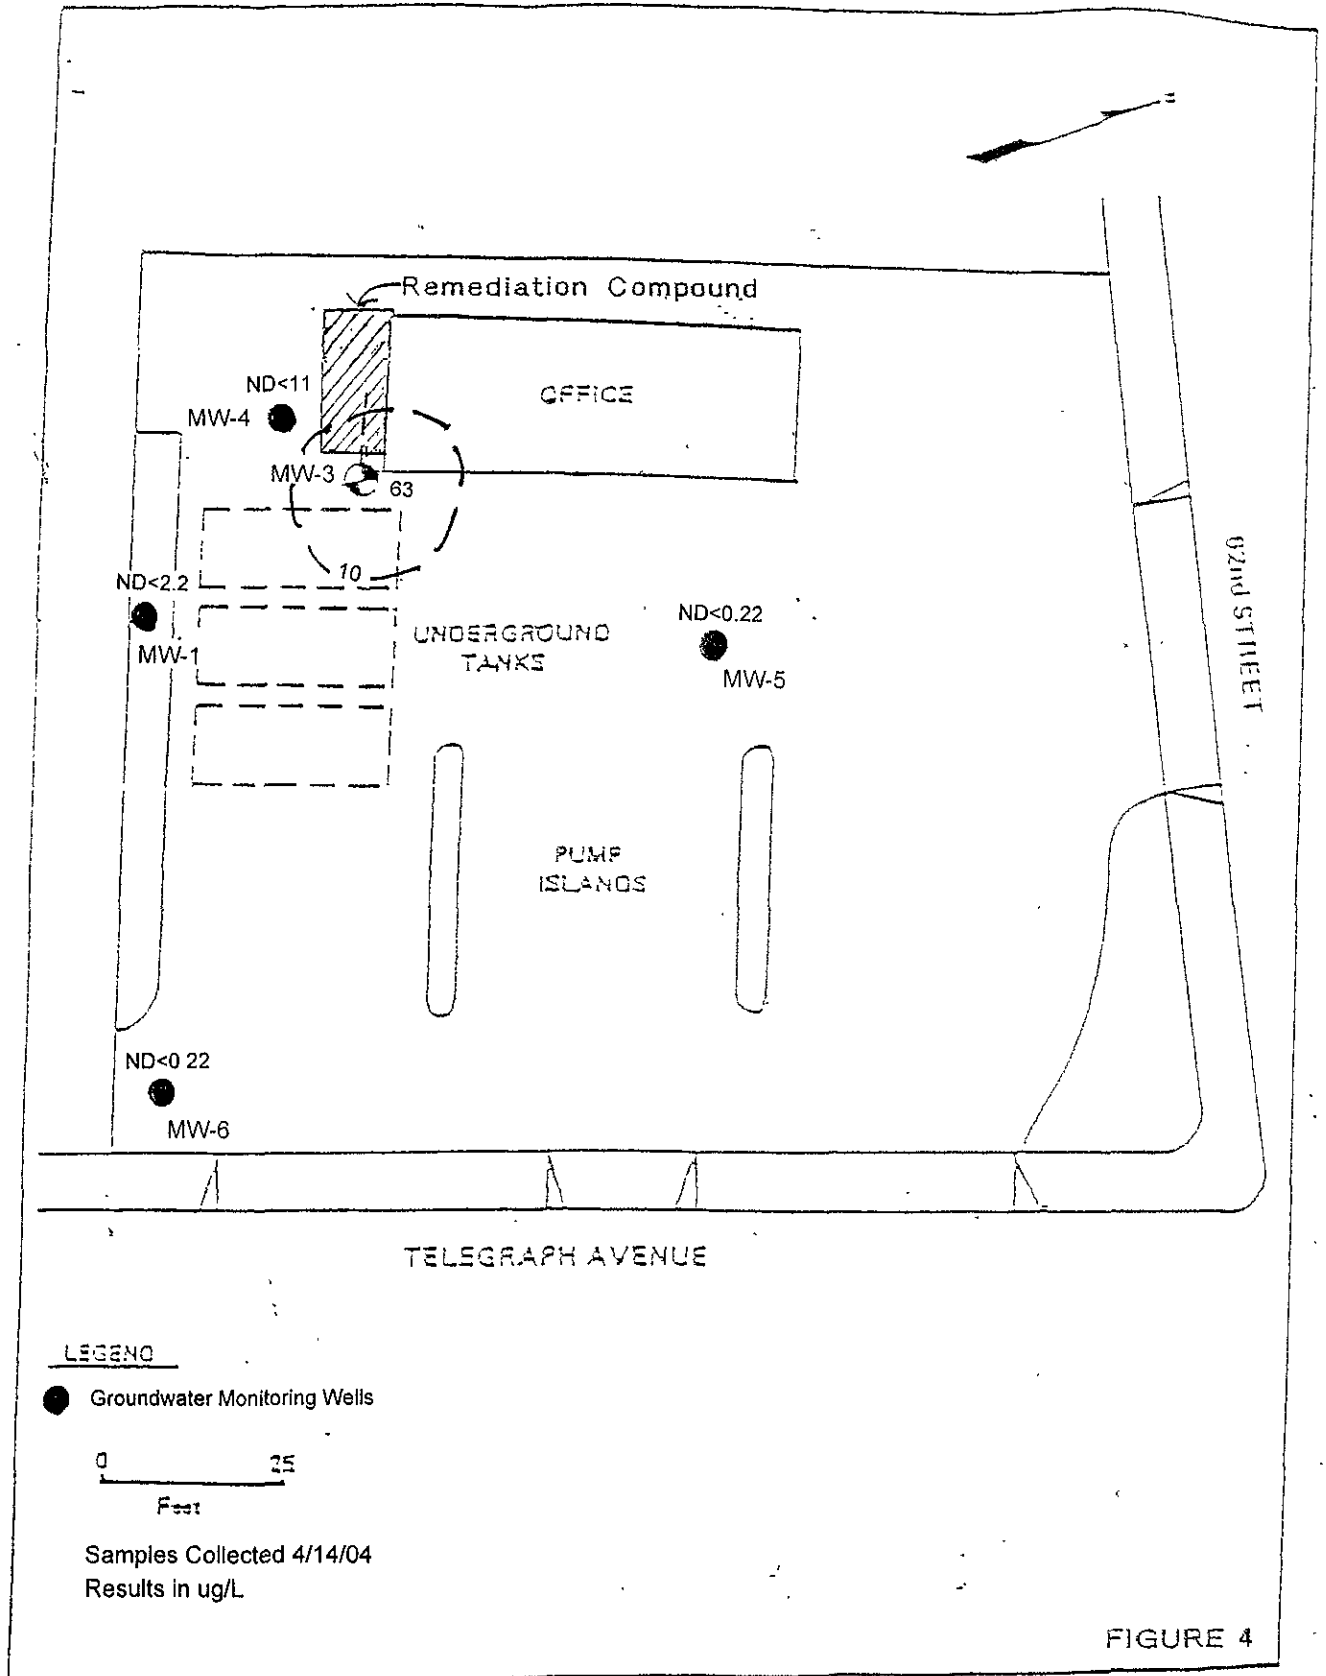 Remediation Compound
OFFICE
ND<11
MW-4
MW-3
63
10
ND<2.2
MW-1
UNDERGROUND
TANKS
ND<0.22
MW-5
62nd STREET
PUMP
ISLANDS
ND<0 22
MW-6
TELEGRAPH AVENUE
LEGEND
Groundwater Monitoring Wells
0 25
Feet
Samples Collected 4/14/04
Results in ug/L
FIGURE 4